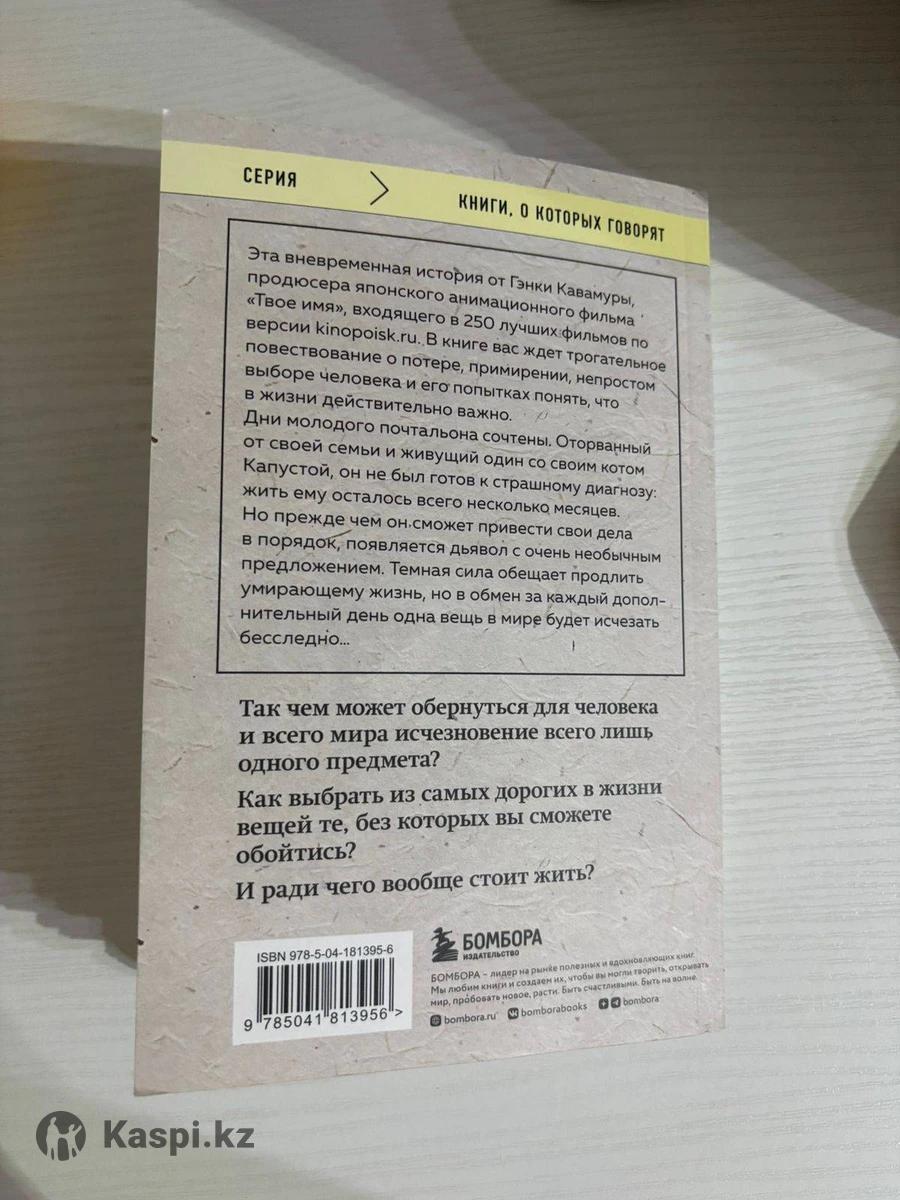 СЕРИЯ
КНИГИ, О КОТОРЫХ ГОВОРЯТ
Эта вневременная история от Гэнки Кавамуры,
продюсера японского анимационного фильма
«Твое имя», входящего в 250 лучших фильмов по
версии kinopoisk.ru. В книге вас ждет трогательное
повествование о потере, примирении, непростом
выборе человека и его попытках понять, что
в жизни действительно важно.
Дни молодого почтальона сочтены. Оторванный
от своей семьи и живущий один со своим котом
Капустой, он не был готов к страшному диагнозу:
жить ему осталось всего несколько месяцев.
Но прежде чем он сможет привести свои дела
в порядок, появляется дьявол с очень необычным
предложением. Темная сила обещает продлить
умирающему жизнь, но в обмен за каждый допол-
нительный день одна вещь в мире будет исчезать
бесследно...
Так чем может обернуться для человека
и всего мира исчезновение всего лишь
одного предмета?
Как выбрать из самых дорогих в жизни
вещей те, без которых вы сможете
обойтись?
И ради чего вообще стоит жить?
ISBN 978-5-04-181395-6
9 785041 813956 >
БОМБОРА
ИЗДАТЕЛЬСТВО
БОМБОРА – лидер на рынке полезных и вдохновляющих книг.
Мы любим книги и создаем их, чтобы вы могли творить, открывать
мир, пробовать новое, расти. Быть счастливыми. Быть на волне.
bombora.ru bomborabooks bombora
Kaspi.kz